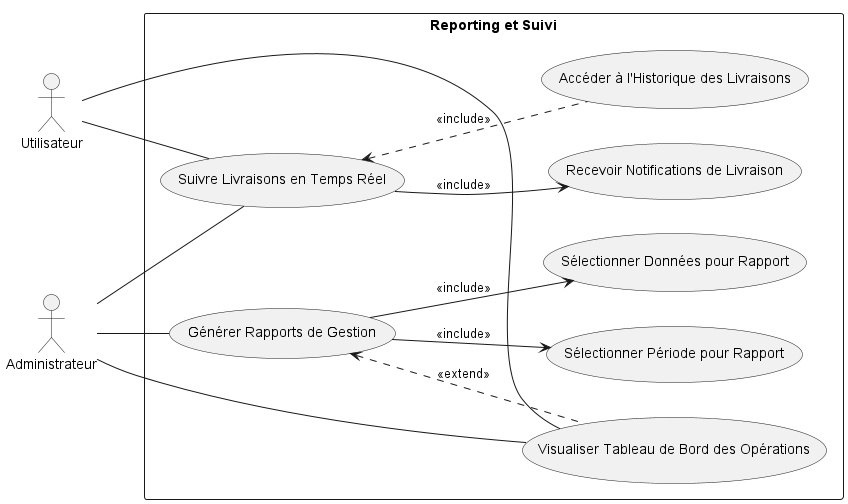 Reporting et Suivi
Accéder à l'Historique des Livraisons
«include»
Utilisateur
Suivre Livraisons en Temps Réel
Recevoir Notifications de Livraison
«include»
Sélectionner Données pour Rapport
«include»
Générer Rapports de Gestion
«include»
Sélectionner Période pour Rapport
Administrateur
«extend»
Visualiser Tableau de Bord des Opérations